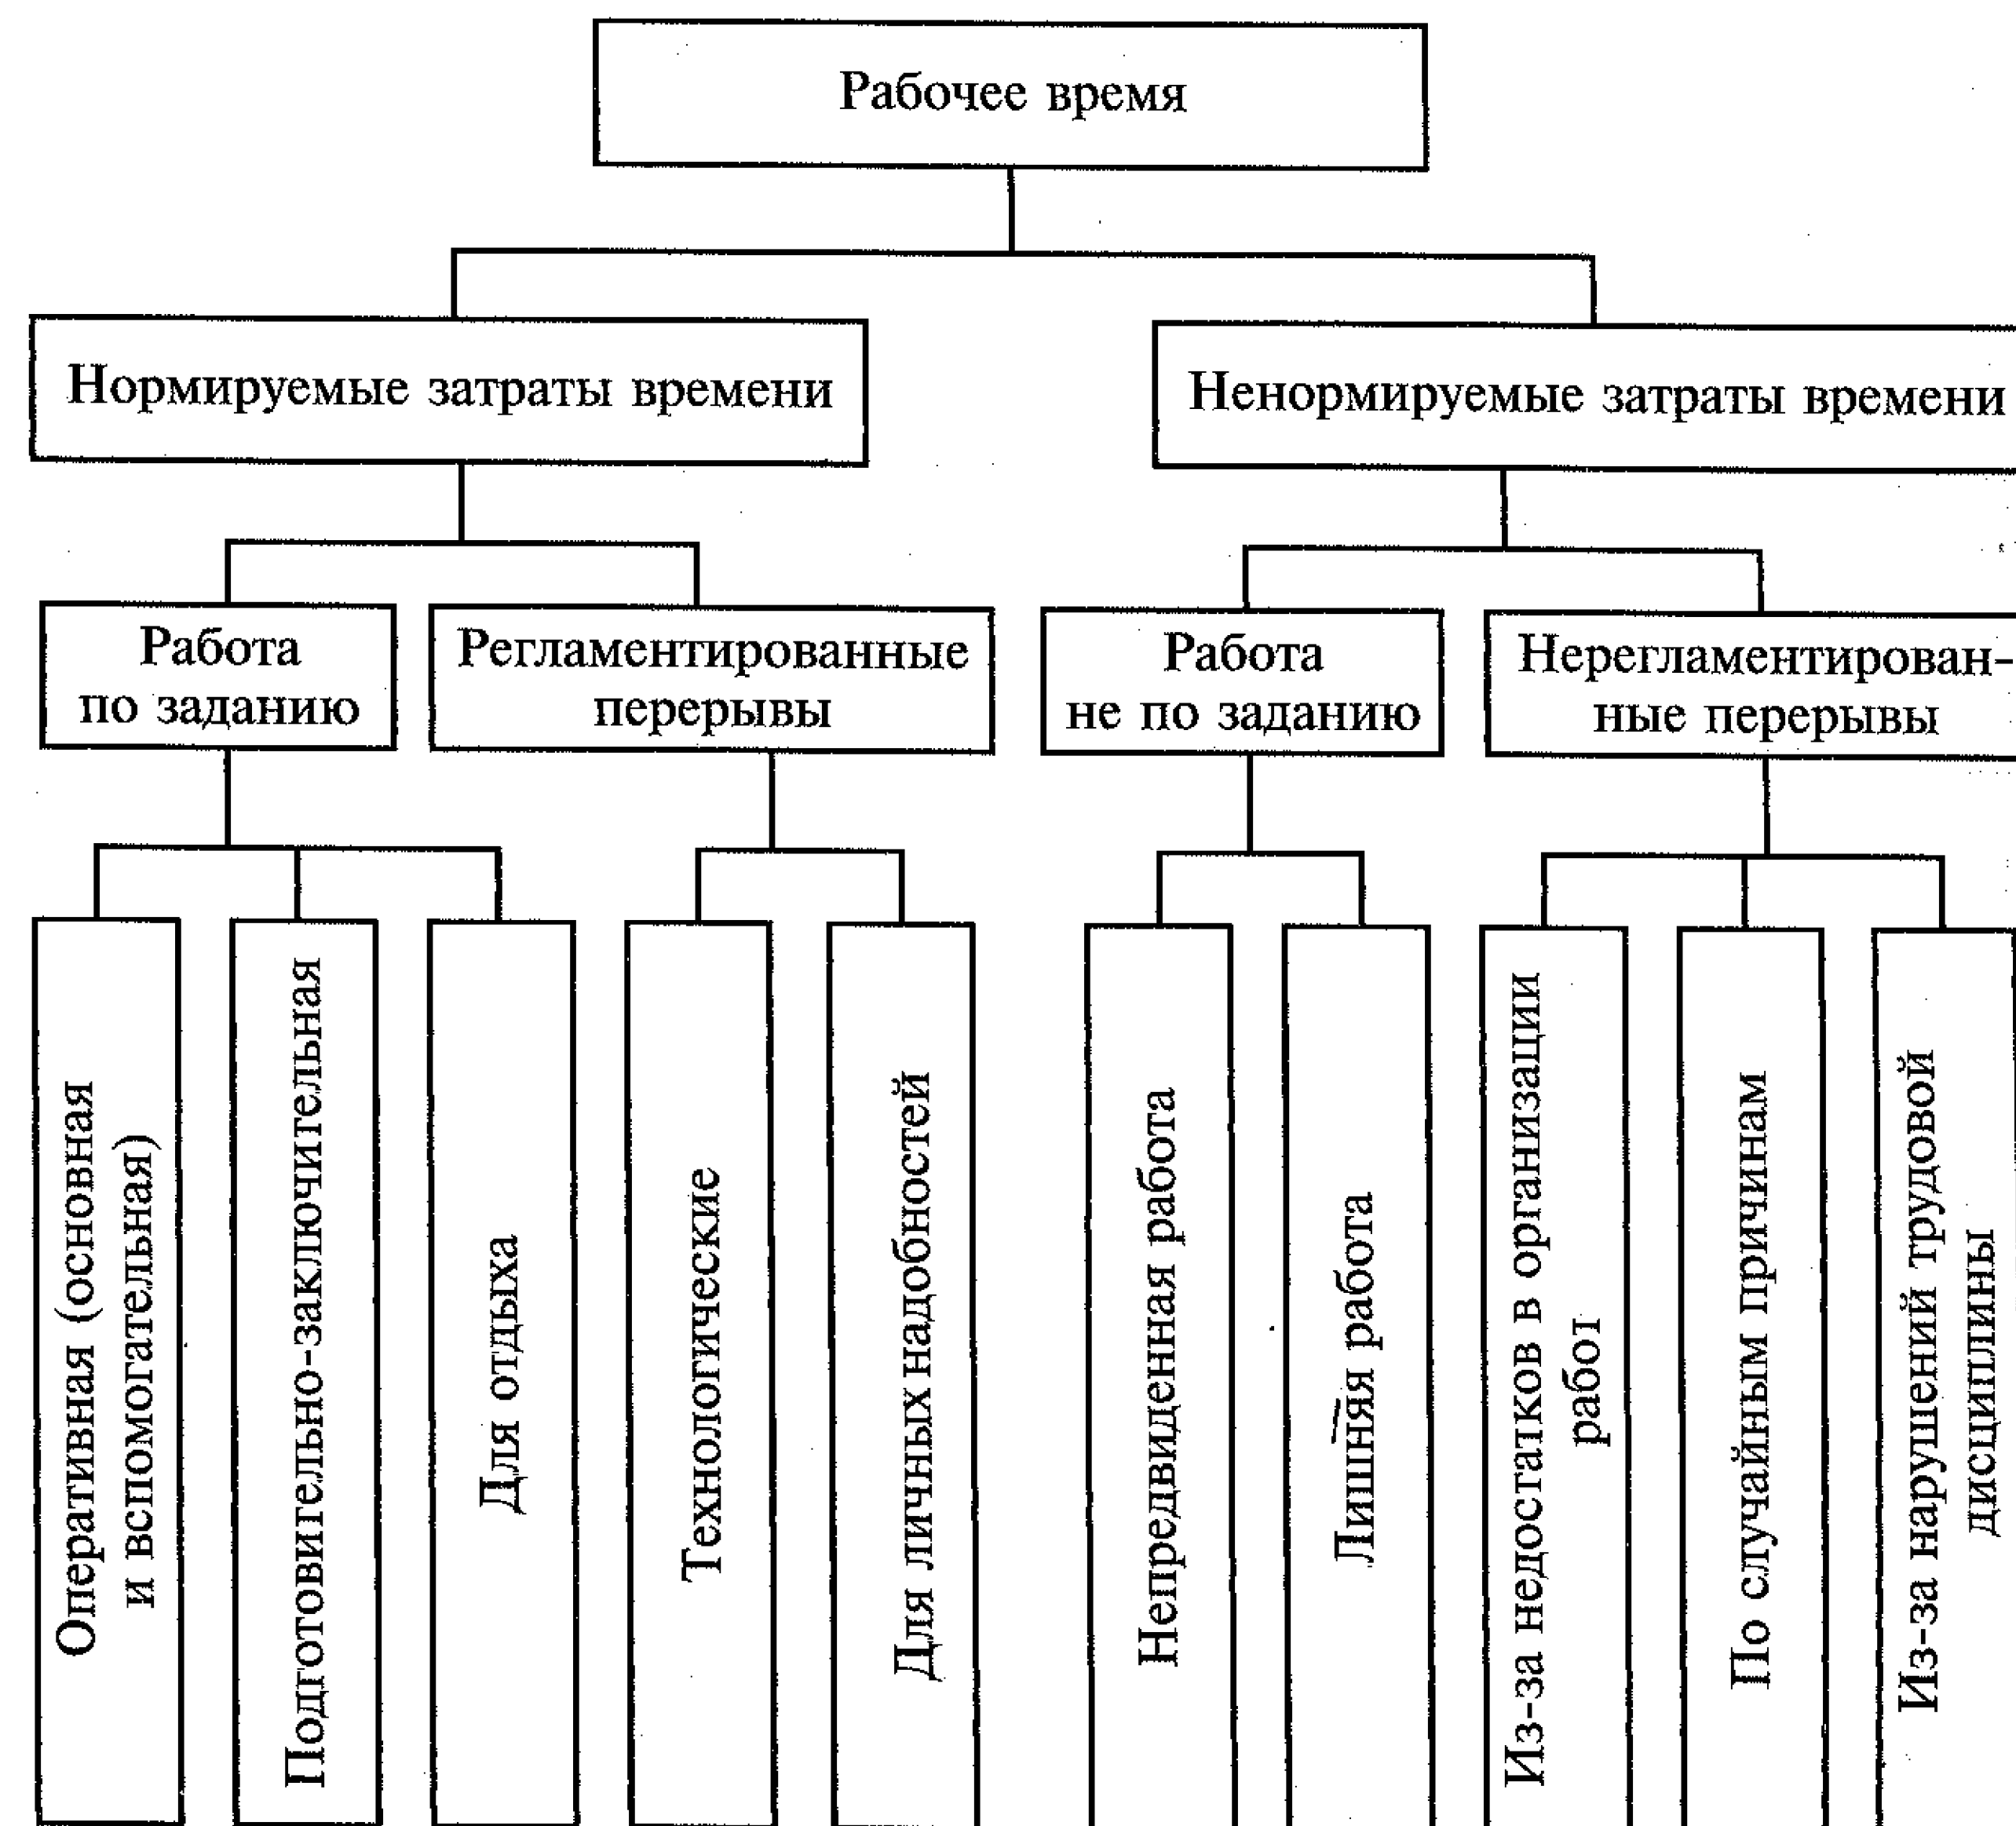 Рабочее время
Нормируемые затраты времени
Ненормируемые затраты времени
Работа
по заданию
Регламентированные
перерывы
Работа
не по заданию
Нерегламентирован-
ные перерывы
Оперативная (основная
и вспомогательная)
Подготовительно-заключительная
Для отдыха
Технологические
Для личных надобностей
Непредвиденная работа
Лишняя работа
Из-за недостатков в организации
работ
По случайным причинам
Из-за нарушений трудовой
дисциплины